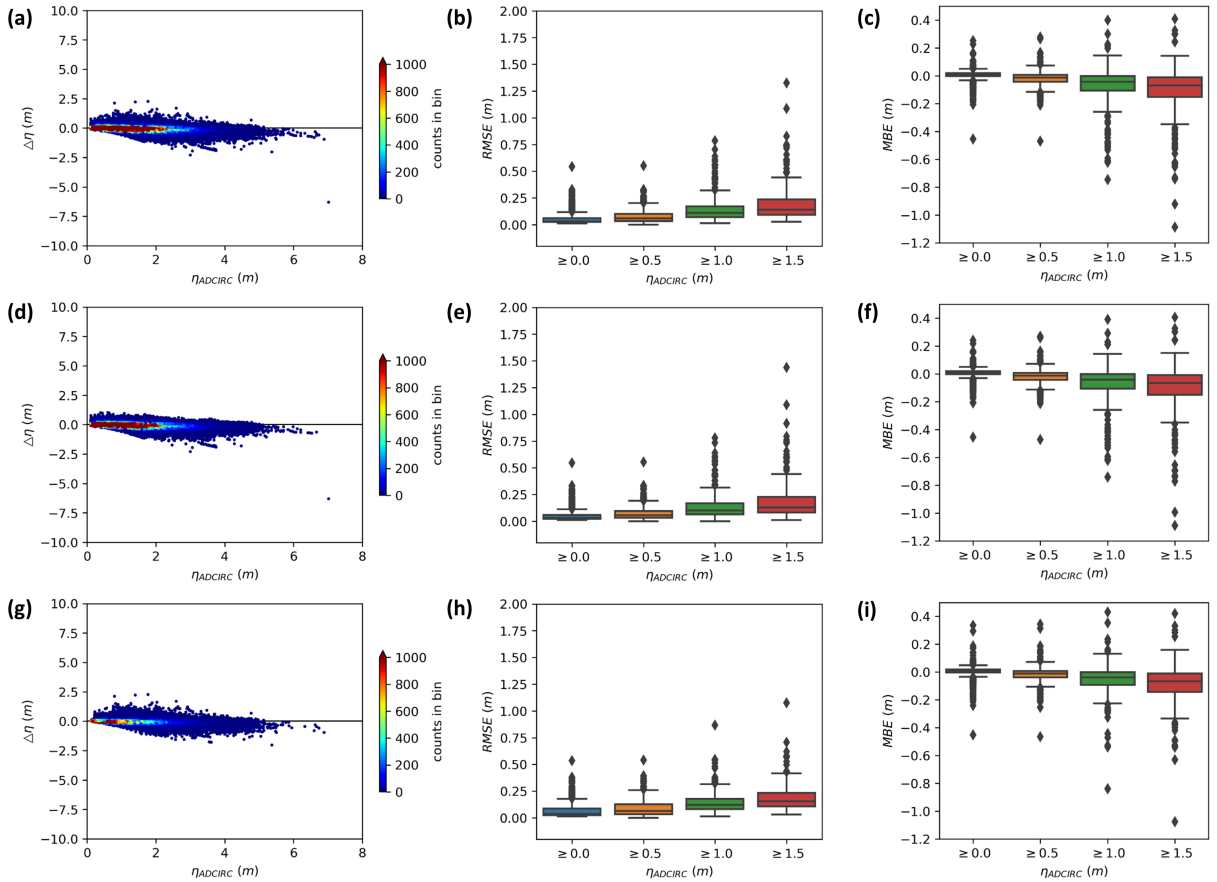 (a)
10.0
7.5
5.0
2.5
0.0
−2.5
−5.0
−7.5
−10.0
△η (m)
0 2 4 6 8
η_ADCIRC (m)
1000
800
600
400
200
0
counts in bin
(b)
2.00
1.75
1.50
1.25
1.00
0.75
0.50
0.25
0.00
RMSE (m)
≥ 0.0 ≥ 0.5 ≥ 1.0 ≥ 1.5
η_ADCIRC (m)
(c)
0.4
0.2
0.0
−0.2
−0.4
−0.6
−0.8
−1.0
−1.2
MBE (m)
≥ 0.0 ≥ 0.5 ≥ 1.0 ≥ 1.5
η_ADCIRC (m)
(d)
10.0
7.5
5.0
2.5
0.0
−2.5
−5.0
−7.5
−10.0
△η (m)
0 2 4 6 8
η_ADCIRC (m)
1000
800
600
400
200
0
counts in bin
(e)
2.00
1.75
1.50
1.25
1.00
0.75
0.50
0.25
0.00
RMSE (m)
≥ 0.0 ≥ 0.5 ≥ 1.0 ≥ 1.5
η_ADCIRC (m)
(f)
0.4
0.2
0.0
−0.2
−0.4
−0.6
−0.8
−1.0
−1.2
MBE (m)
≥ 0.0 ≥ 0.5 ≥ 1.0 ≥ 1.5
η_ADCIRC (m)
(g)
10.0
7.5
5.0
2.5
0.0
−2.5
−5.0
−7.5
−10.0
△η (m)
0 2 4 6 8
η_ADCIRC (m)
1000
800
600
400
200
0
counts in bin
(h)
2.00
1.75
1.50
1.25
1.00
0.75
0.50
0.25
0.00
RMSE (m)
≥ 0.0 ≥ 0.5 ≥ 1.0 ≥ 1.5
η_ADCIRC (m)
(i)
0.4
0.2
0.0
−0.2
−0.4
−0.6
−0.8
−1.0
−1.2
MBE (m)
≥ 0.0 ≥ 0.5 ≥ 1.0 ≥ 1.5
η_ADCIRC (m)